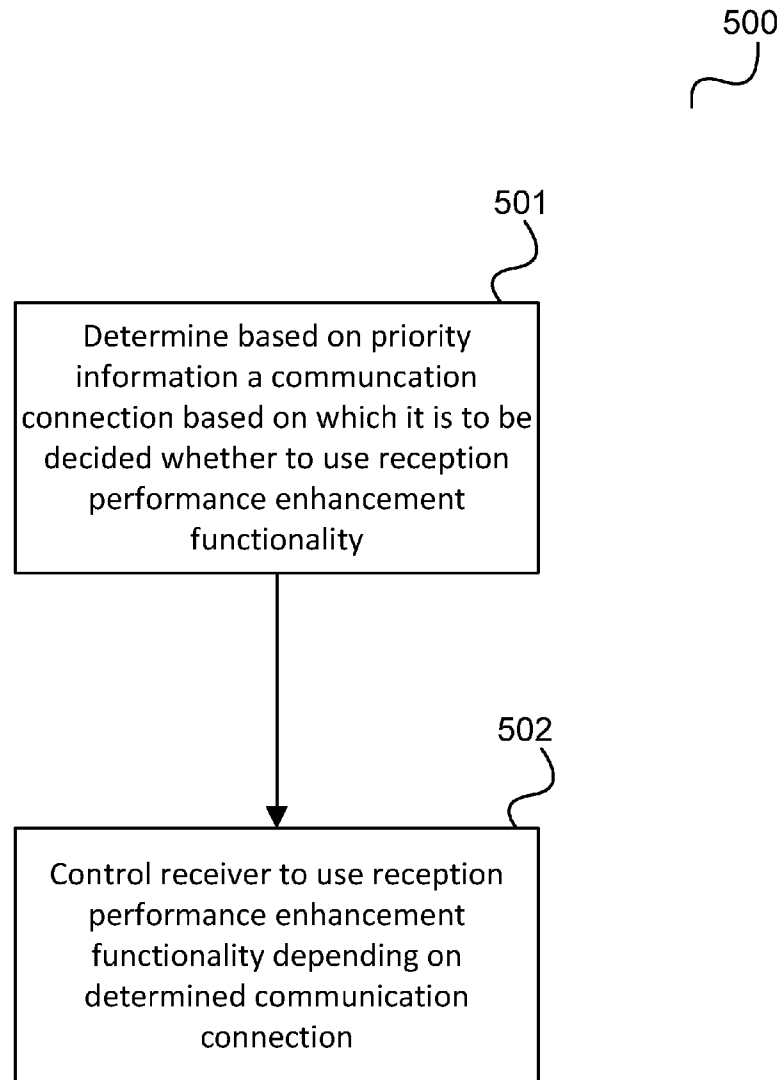 500
501
Determine based on priority
information a communcation
connection based on which it is to be
decided whether to use reception
performance enhancement
functionality
502
Control receiver to use reception
performance enhancement
functionality depending on
determined communication
connection